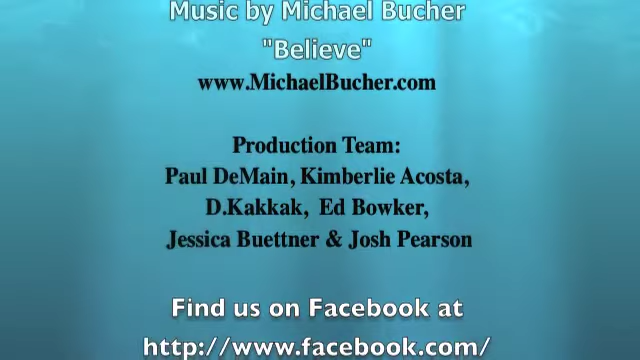 Music by Michael Bucher
"Believe"
www.MichaelBucher.com
Production Team:
Paul DeMain, Kimberlie Acosta,
D.Kakkak, Ed Bowker,
Jessica Buettner & Josh Pearson
Find us on Facebook at
http://www.facebook.com/